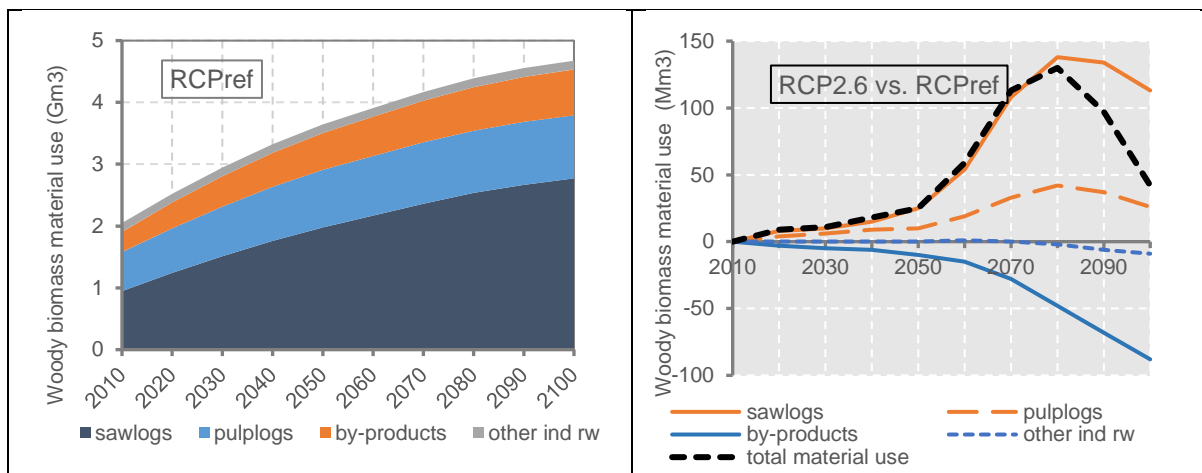 Woody biomass material use (Gm3)
5
4
3
2
1
0
RCPref
2010
2020
2030
2040
2050
2060
2070
2080
2090
2100
sawlogs pulplogs by-products other ind rw
Woody biomass material use (Mm3)
150
100
50
0
-50
-100
RCP2.6 vs. RCPref
2010 2030 2050 2070 2090
sawlogs pulplogs
by-products other ind rw
total material use